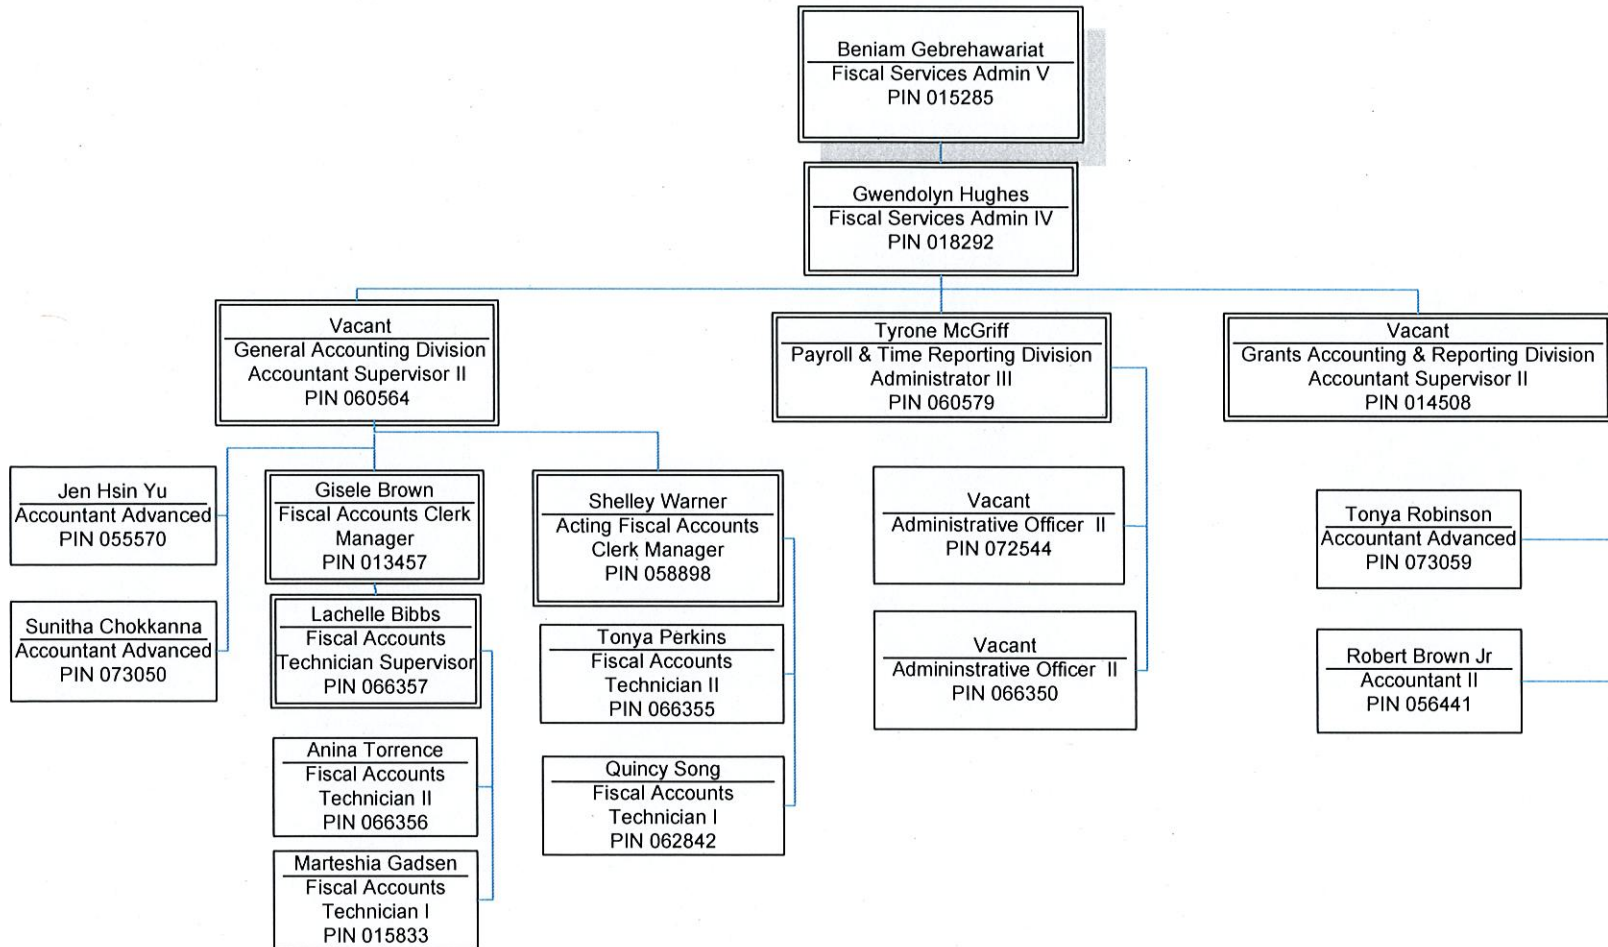 Beniam Gebrehawariat
Fiscal Services Admin V
PIN 015285
Gwendolyn Hughes
Fiscal Services Admin IV
PIN 018292
Vacant
General Accounting Division
Accountant Supervisor II
PIN 060564
Tyrone McGriff
Payroll & Time Reporting Division
Administrator III
PIN 060579
Vacant
Grants Accounting & Reporting Division
Accountant Supervisor II
PIN 014508
Jen Hsin Yu
Accountant Advanced
PIN 055570
Sunitha Chokkanna
Accountant Advanced
PIN 073050
Gisele Brown
Fiscal Accounts Clerk
Manager
PIN 013457
Lachelle Bibbs
Fiscal Accounts
Technician Supervisor
PIN 066357
Anina Torrence
Fiscal Accounts
Technician II
PIN 066356
Marteshia Gadsen
Fiscal Accounts
Technician I
PIN 015833
Shelley Warner
Acting Fiscal Accounts
Clerk Manager
PIN 058898
Tonya Perkins
Fiscal Accounts
Technician II
PIN 066355
Quincy Song
Fiscal Accounts
Technician I
PIN 062842
Vacant
Administrative Officer II
PIN 072544
Vacant
Admininstrative Officer II
PIN 066350
Tonya Robinson
Accountant Advanced
PIN 073059
Robert Brown Jr
Accountant II
PIN 056441